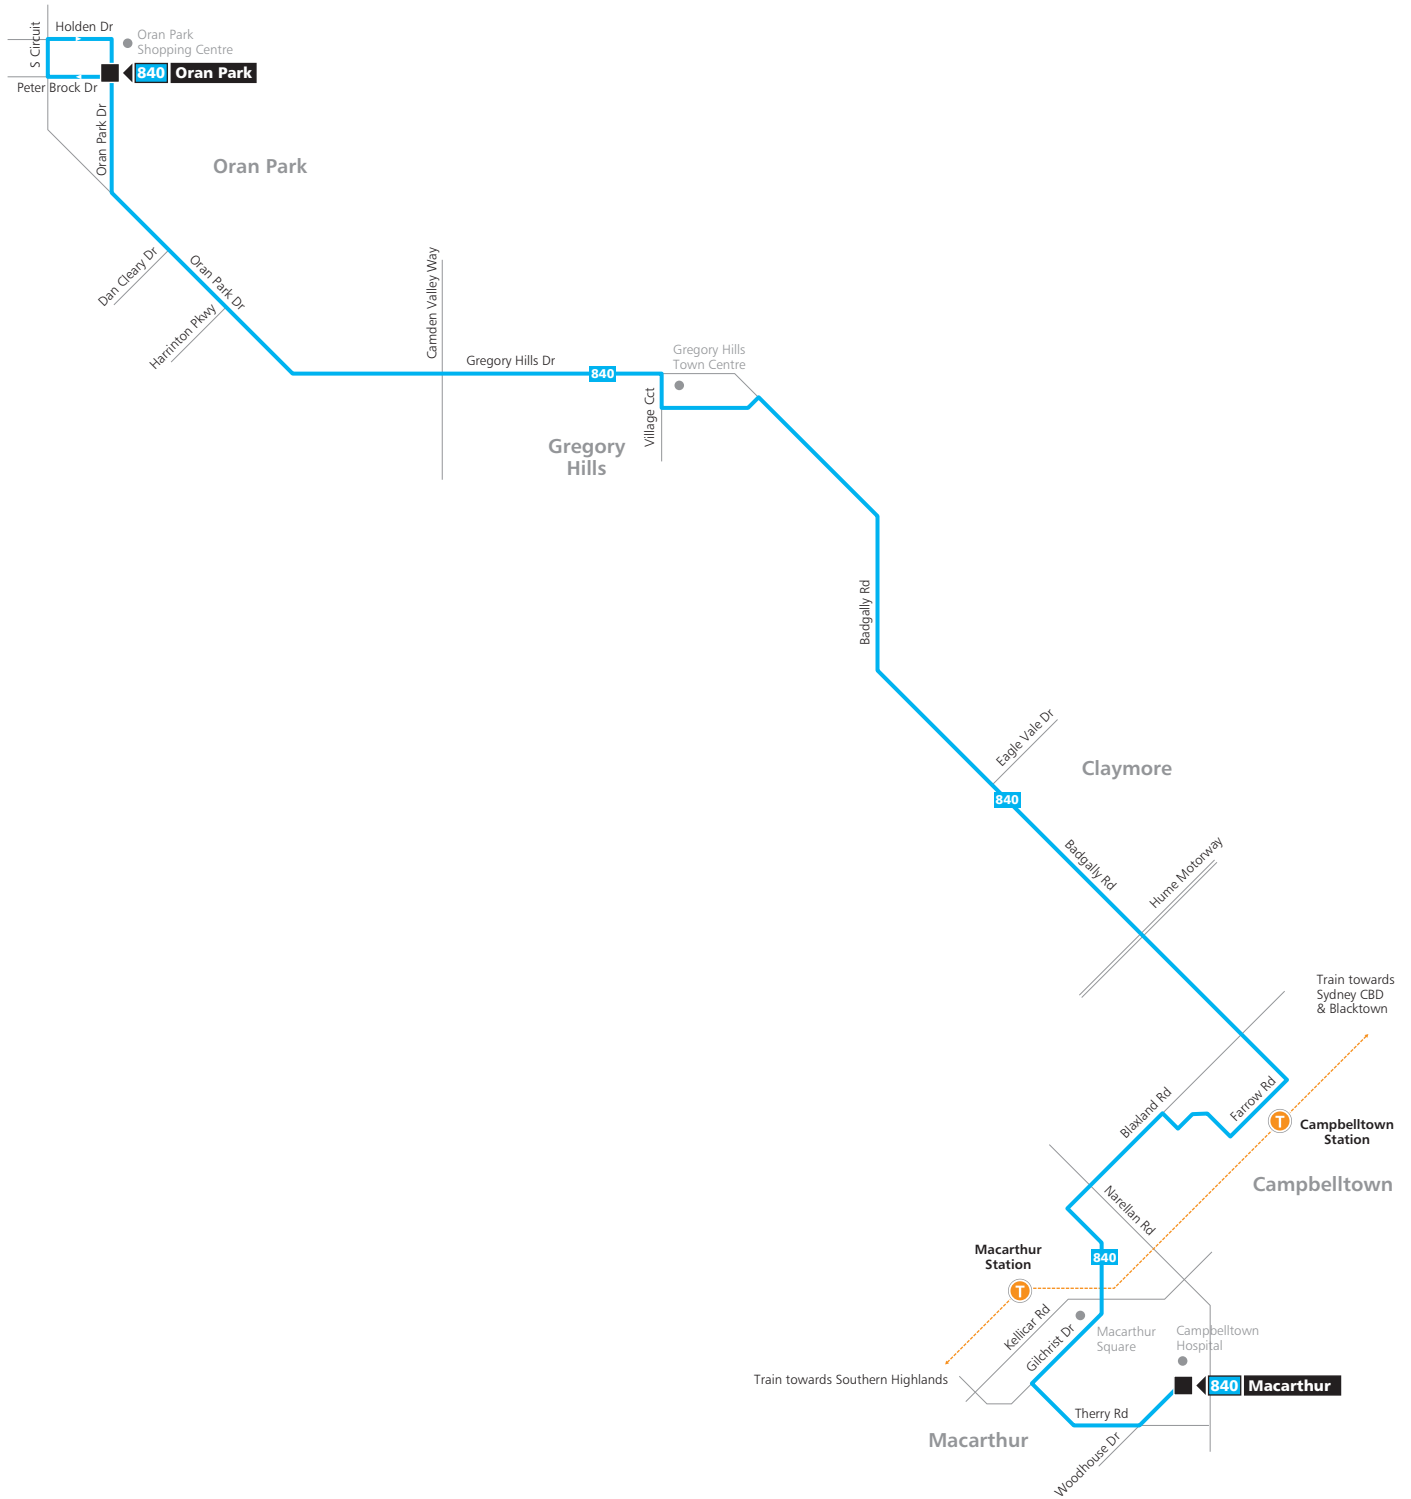 Holden Dr
S Circuit
Oran Park
Shopping Centre
840 Oran Park
Peter Brock Dr
Oran Park Dr
Oran Park
Dan Cleary Dr
Oran Park Dr
Harrinton Pkwy
Camden Valley Way
Gregory Hills Dr
840
Gregory Hills
Town Centre
Village Cct
Gregory
Hills
Badgally Rd
Eagle Vale Dr
Claymore
840
Badgally Rd
Hume Motorway
Train towards
Sydney CBD
& Blacktown
Farrow Rd
Blaxland Rd
T
Campbelltown
Station
Campbelltown
Narellan Rd
Macarthur
Station
840
T
Kellicar Rd
Gilchrist Dr
Macarthur
Square
Campbelltown
Hospital
Train towards Southern Highlands
840 Macarthur
Therry Rd
Macarthur
Woodhouse Dr